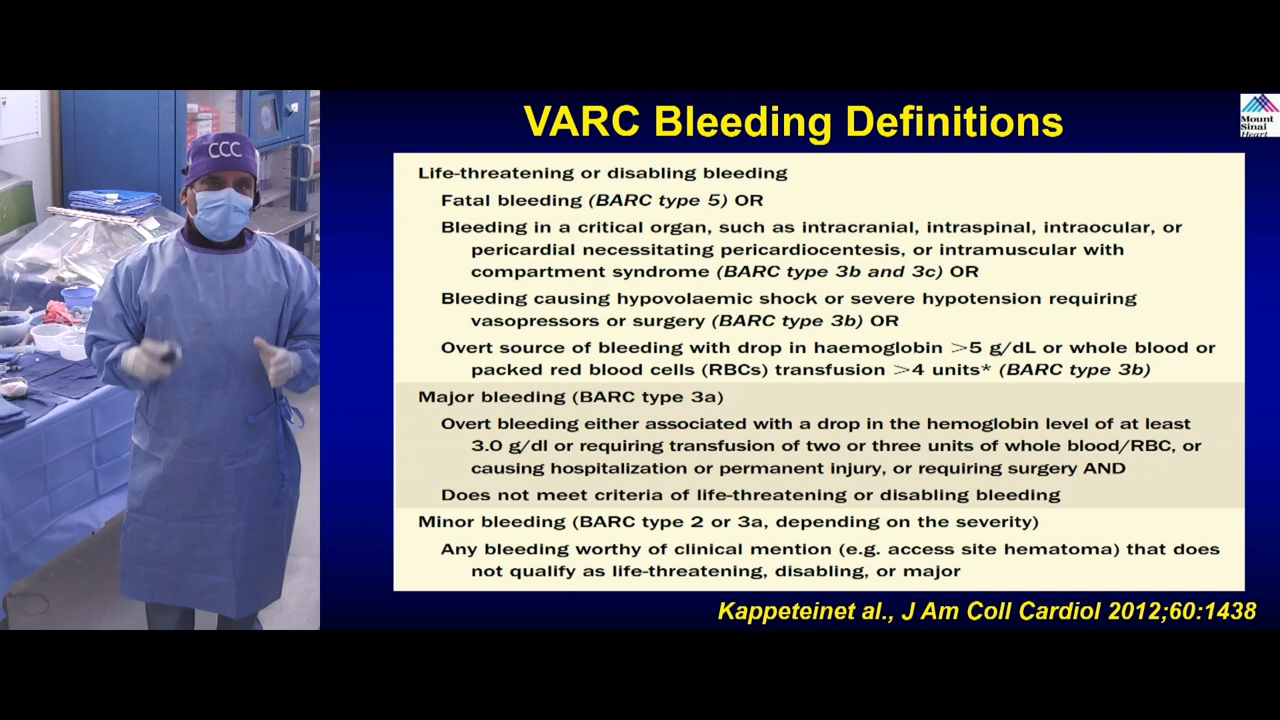 CCC
VARC Bleeding Definitions
Mount
Sinai
Heart
Life-threatening or disabling bleeding
Fatal bleeding (BARC type 5) OR
Bleeding in a critical organ, such as intracranial, intraspinal, intraocular, or
pericardial necessitating pericardiocentesis, or intramuscular with
compartment syndrome (BARC type 3b and 3c) OR
Bleeding causing hypovolaemic shock or severe hypotension requiring
vasopressors or surgery (BARC type 3b) OR
Overt source of bleeding with drop in haemoglobin >5 g/dL or whole blood or
packed red blood cells (RBCs) transfusion >4 units* (BARC type 3b)
Major bleeding (BARC type 3a)
Overt bleeding either associated with a drop in the hemoglobin level of at least
3.0 g/dl or requiring transfusion of two or three units of whole blood/RBC, or
causing hospitalization or permanent injury, or requiring surgery AND
Does not meet criteria of life-threatening or disabling bleeding
Minor bleeding (BARC type 2 or 3a, depending on the severity)
Any bleeding worthy of clinical mention (e.g. access site hematoma) that does
not qualify as life-threatening, disabling, or major
Kappeteinet al., J Am Coll Cardiol 2012;60:1438